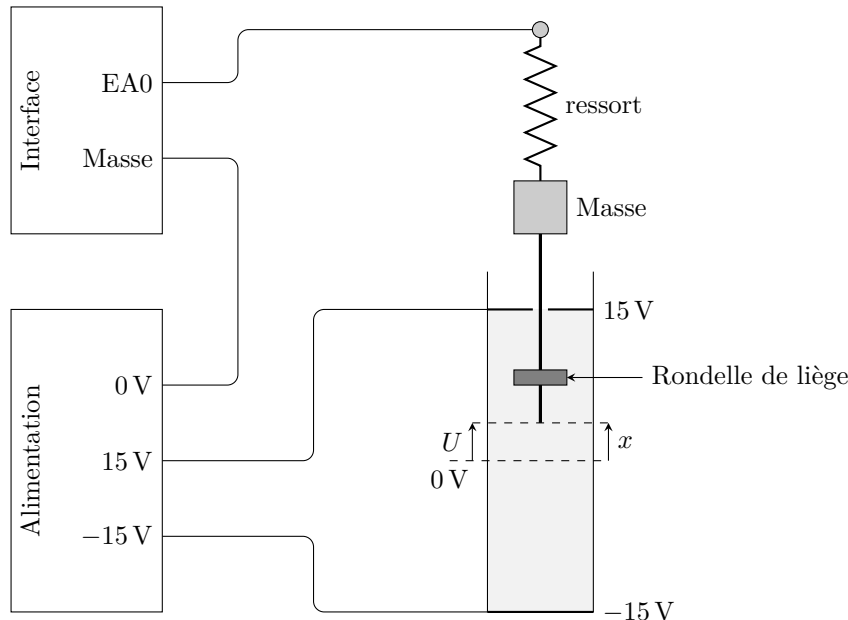 Interface
EA0
Masse
ressort
Masse
15 V
Rondelle de liège
U
x
0 V
Alimentation
0 V
15 V
−15 V
−15 V